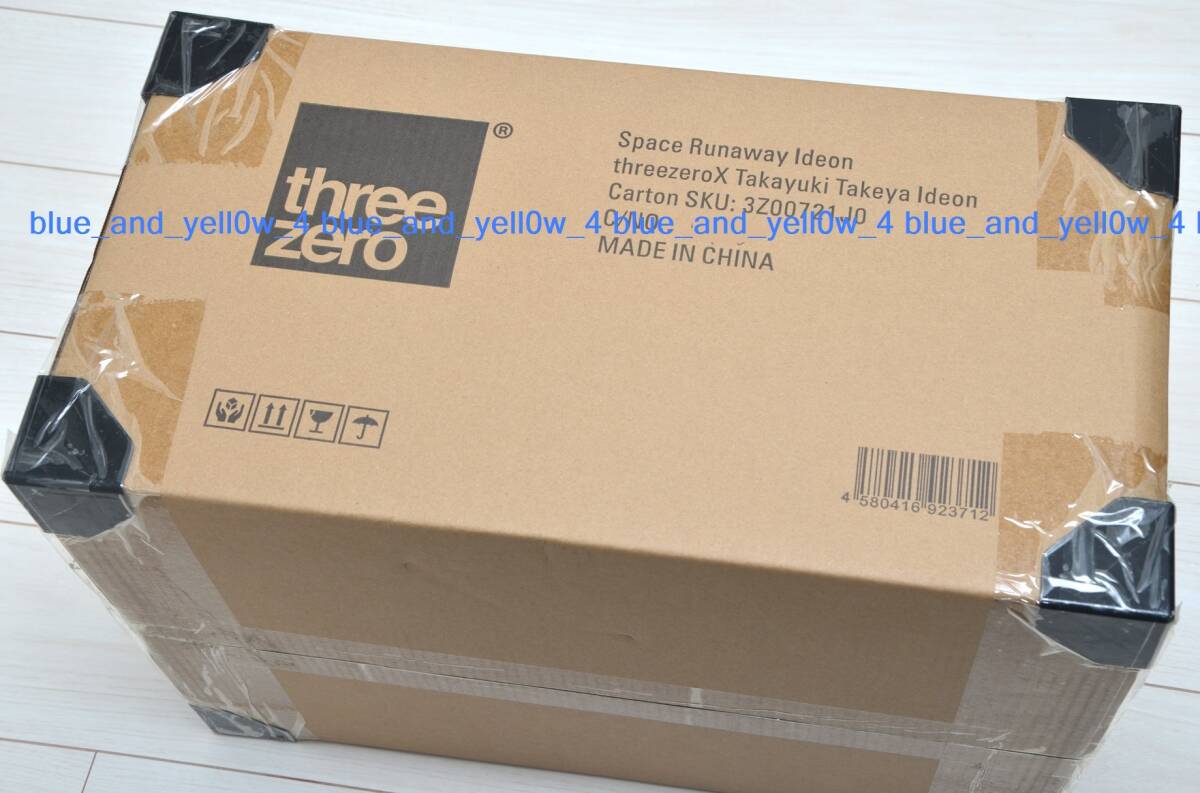 three
zero
®
Space Runaway Ideon
threezeroX Takayuki Takeya Ideon
Carton SKU: 3Z00721J0
C/NO.
MADE IN CHINA
blue_and_yell0w_4 blue_and_yell0w_4 blue_and_yell0w_4 blue_and_yell0w_4
4 580416 923712